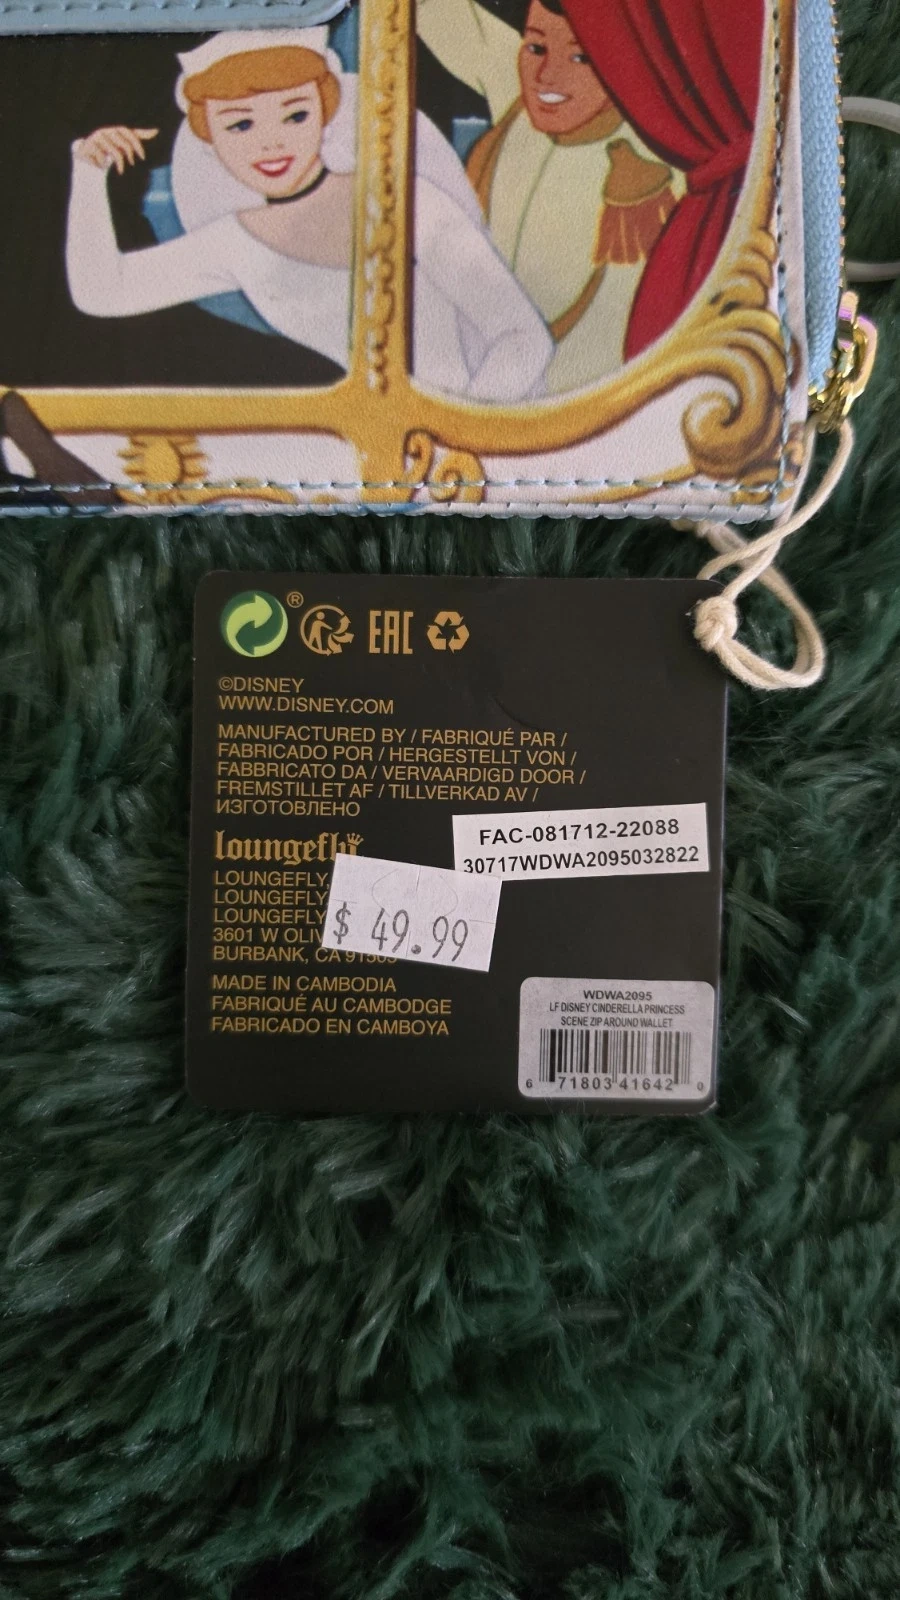 ®
EAC
©DISNEY
WWW.DISNEY.COM
MANUFACTURED BY / FABRIQUÉ PAR /
FABRICADO POR / HERGESTELLT VON /
FABBRICATO DA / VERVAARDIGD DOOR /
FREMSTILLET AF / TILLVERKAD AV /
ИЗГОТОВЛЕНО
FAC-081712-22088
30717WDWA2095032822
loungefly
LOUNGEFLY,
LOUNGEFLY
LOUNGEFLY
3601 W OLIV
BURBANK, CA
$ 49.99
MADE IN CAMBODIA
FABRIQUÉ AU CAMBODGE
FABRICADO EN CAMBOYA
WDWA2095
LF DISNEY CINDERELLA PRINCESS
SCENE ZIP AROUND WALLET
6 71803 41642 0